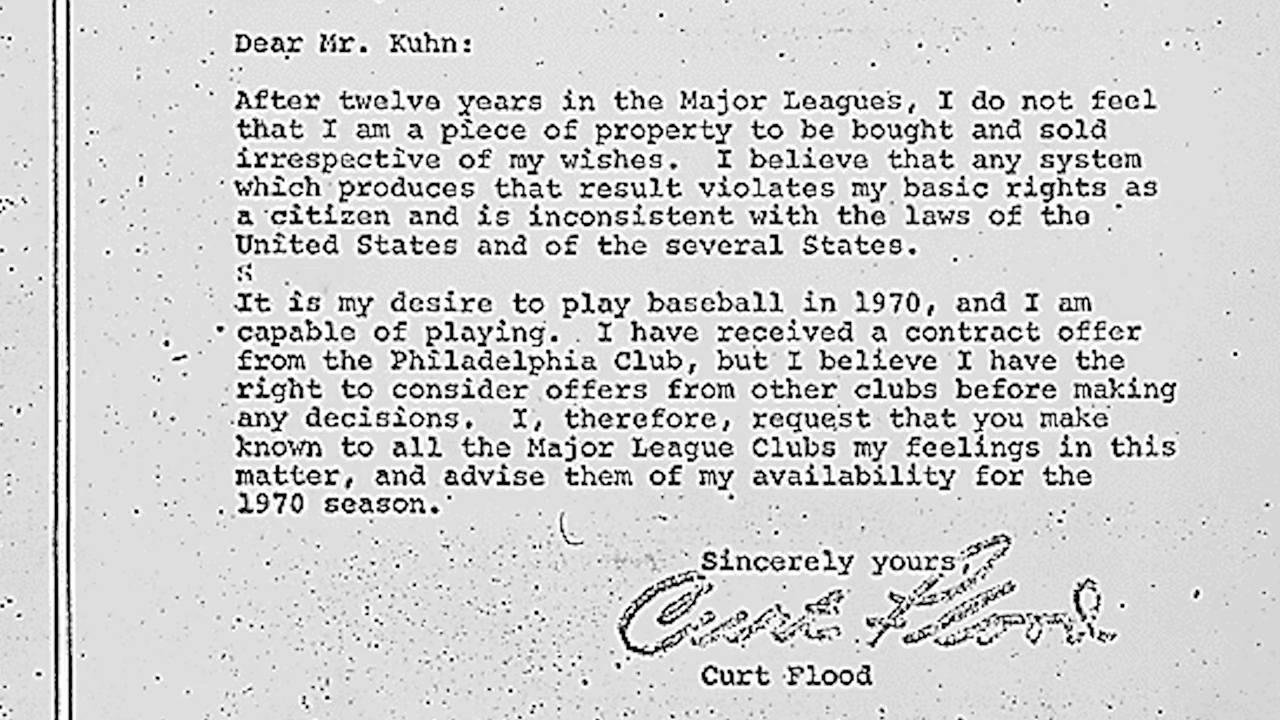 Dear Mr. Kuhn:
After twelve years in the Major Leagues, I do not feel
that I am a piece of property to be bought and sold
irrespective of my wishes. I believe that any system
which produces that result violates my basic rights as
a citizen and is inconsistent with the laws of the
United States and of the several States.
S
It is my desire to play baseball in 1970, and I am
capable of playing. I have received a contract offer
from the Philadelphia Club, but I believe I have the
right to consider offers from other clubs before making
any decisions. I, therefore, request that you make
known to all the Major League Clubs my feelings in this
matter, and advise them of my availability for the
1970 season.
Sincerely yours,
Curt Flood
Curt Flood